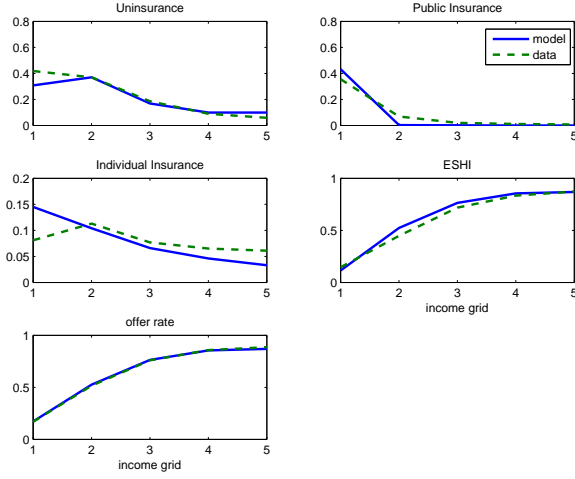 Uninsurance
0.8
0.6
0.4
0.2
0
1 2 3 4 5
Public Insurance
0.8
0.6
0.4
0.2
0
1 2 3 4 5
model
data
Individual Insurance
0.2
0.15
0.1
0.05
0
1 2 3 4 5
ESHI
1
0.5
0
1 2 3 4 5
income grid
offer rate
1
0.5
0
1 2 3 4 5
income grid